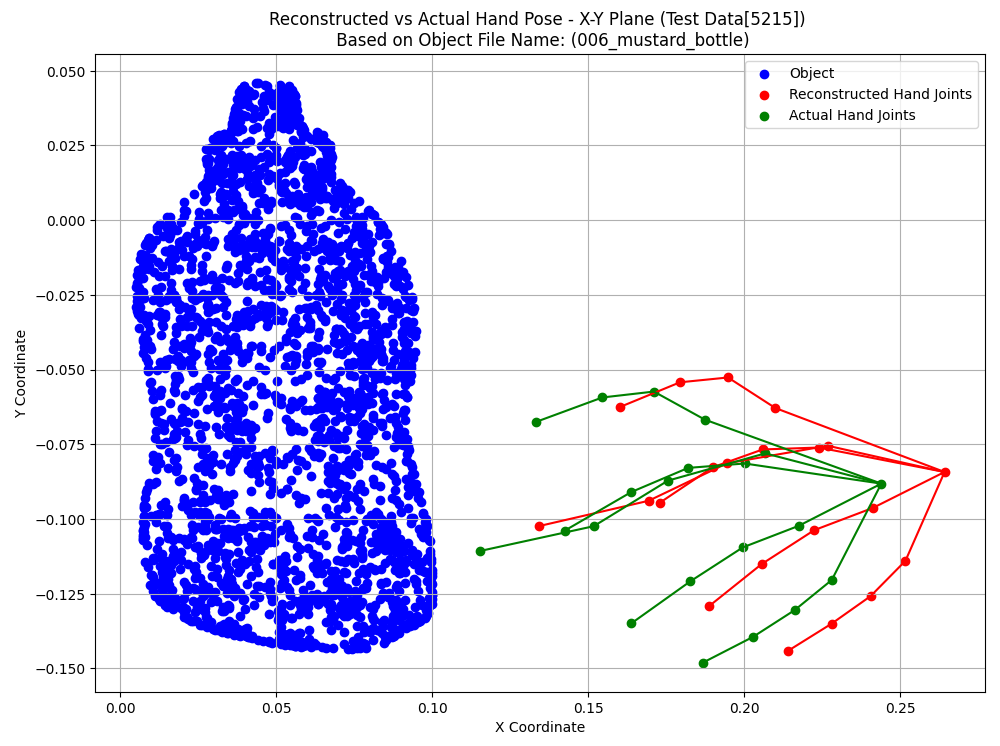 Reconstructed vs Actual Hand Pose - X-Y Plane (Test Data[5215])
Based on Object File Name: (006_mustard_bottle)
Object
Reconstructed Hand Joints
Actual Hand Joints
Y Coordinate
0.050
0.025
0.000
−0.025
−0.050
−0.075
−0.100
−0.125
−0.150
0.00 0.05 0.10 0.15 0.20 0.25
X Coordinate